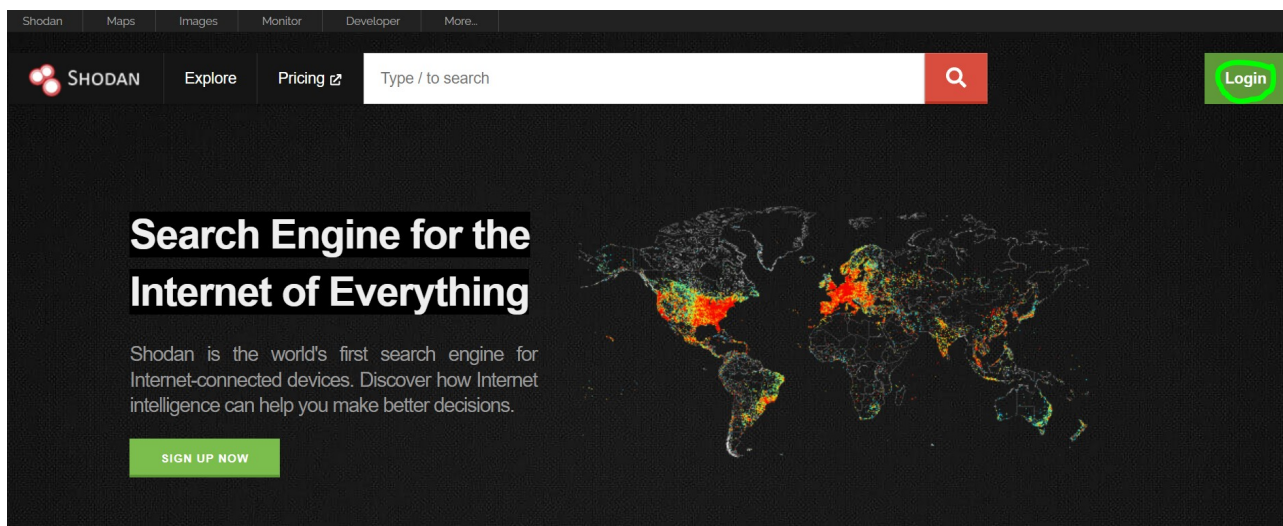 Shodan Maps Images Monitor Developer More...
SHODAN Explore Pricing Type / to search Login
Search Engine for the
Internet of Everything
Shodan is the world's first search engine for
Internet-connected devices. Discover how Internet
intelligence can help you make better decisions.
SIGN UP NOW